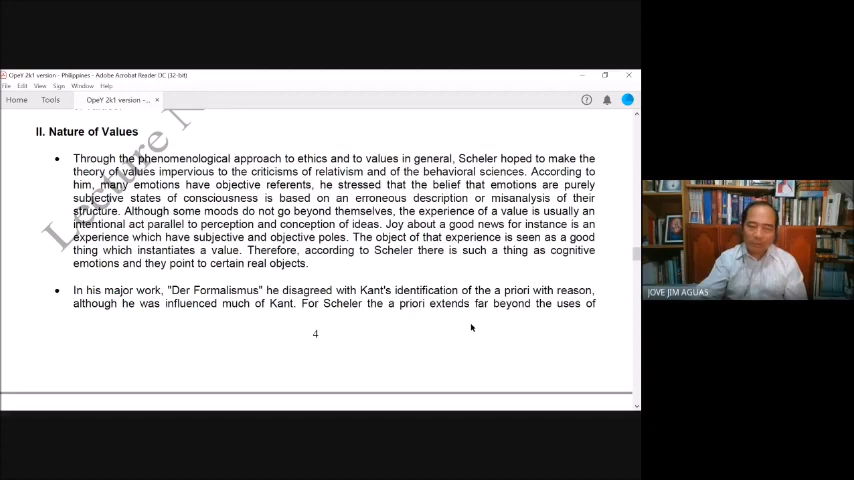 OpeY 2k1 version - Philippines - Adobe Acrobat Reader DC (32-bit)
File Edit View Sign Window Help
Home Tools OpeY 2k1 version -... ×
II. Nature of Values
• Through the phenomenological approach to ethics and to values in general, Scheler hoped to make the
theory of values impervious to the criticisms of relativism and of the behavioral sciences. According to
him, many emotions have objective referents, he stressed that the belief that emotions are purely
subjective states of consciousness is based on an erroneous description or misanalysis of their
structure. Although some moods do not go beyond themselves, the experience of a value is usually an
intentional act parallel to perception and conception of ideas. Joy about a good news for instance is an
experience which have subjective and objective poles. The object of that experience is seen as a good
thing which instantiates a value. Therefore, according to Scheler there is such a thing as cognitive
emotions and they point to certain real objects.
• In his major work, "Der Formalismus" he disagreed with Kant's identification of the a priori with reason,
although he was influenced much of Kant. For Scheler the a priori extends far beyond the uses of
4
Lecture
JOVE JIM AGUAS